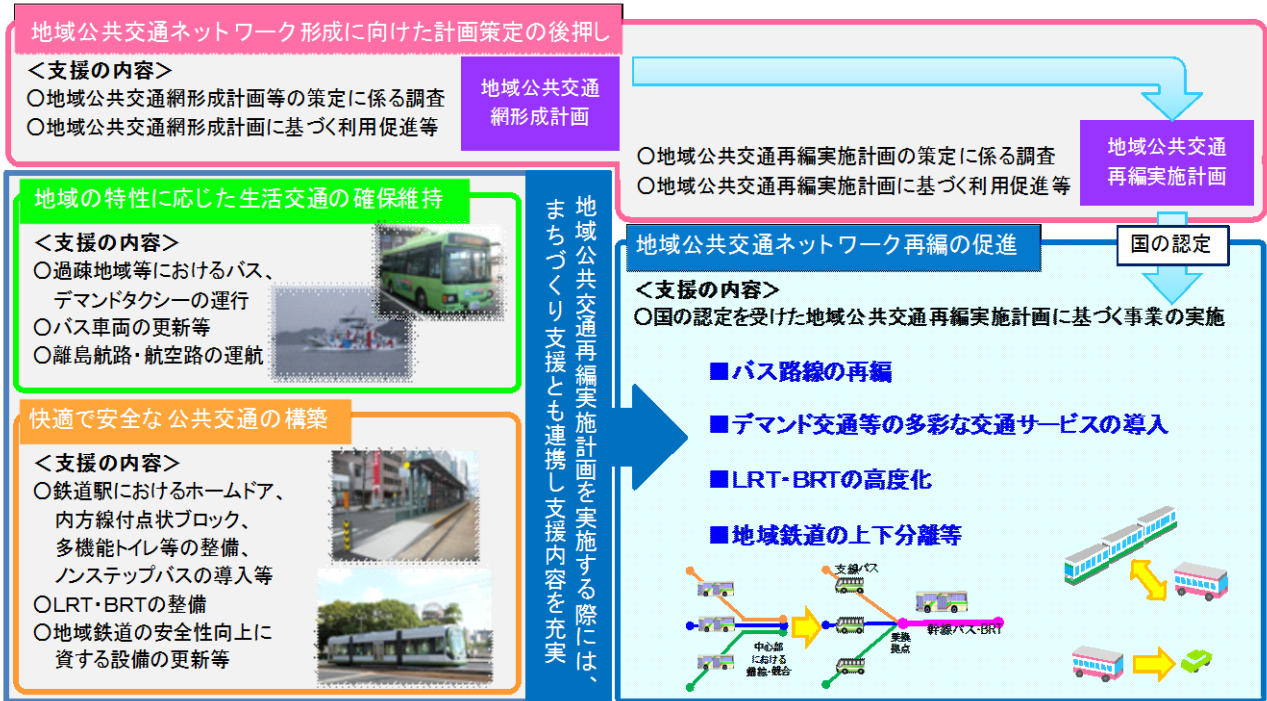 地域公共交通ネットワーク形成に向けた計画策定の後押し
＜支援の内容＞
○地域公共交通網形成計画等の策定に係る調査
○地域公共交通網形成計画に基づく利用促進等
地域公共交通
網形成計画
○地域公共交通再編実施計画の策定に係る調査
○地域公共交通再編実施計画に基づく利用促進等
地域公共交通
再編実施計画
国の認定
地域の特性に応じた生活交通の確保維持
＜支援の内容＞
○過疎地域等におけるバス、
デマンドタクシーの運行
○バス車両の更新等
○離島航路・航空路の運航
快適で安全な公共交通の構築
＜支援の内容＞
○鉄道駅におけるホームドア、
内方線付点状ブロック、
多機能トイレ等の整備、
ノンステップバスの導入等
○LRT・BRTの整備
○地域鉄道の安全性向上に
資する設備の更新等
地域公共交通再編実施計画を実施する際には、
まちづくり支援とも連携し支援内容を充実
地域公共交通ネットワーク再編の促進
＜支援の内容＞
○国の認定を受けた地域公共交通再編実施計画に基づく事業の実施
■バス路線の再編
■デマンド交通等の多彩な交通サービスの導入
■LRT・BRTの高度化
■地域鉄道の上下分離等
中心部
における
支線バス
乗換
拠点
幹線バス・BRT